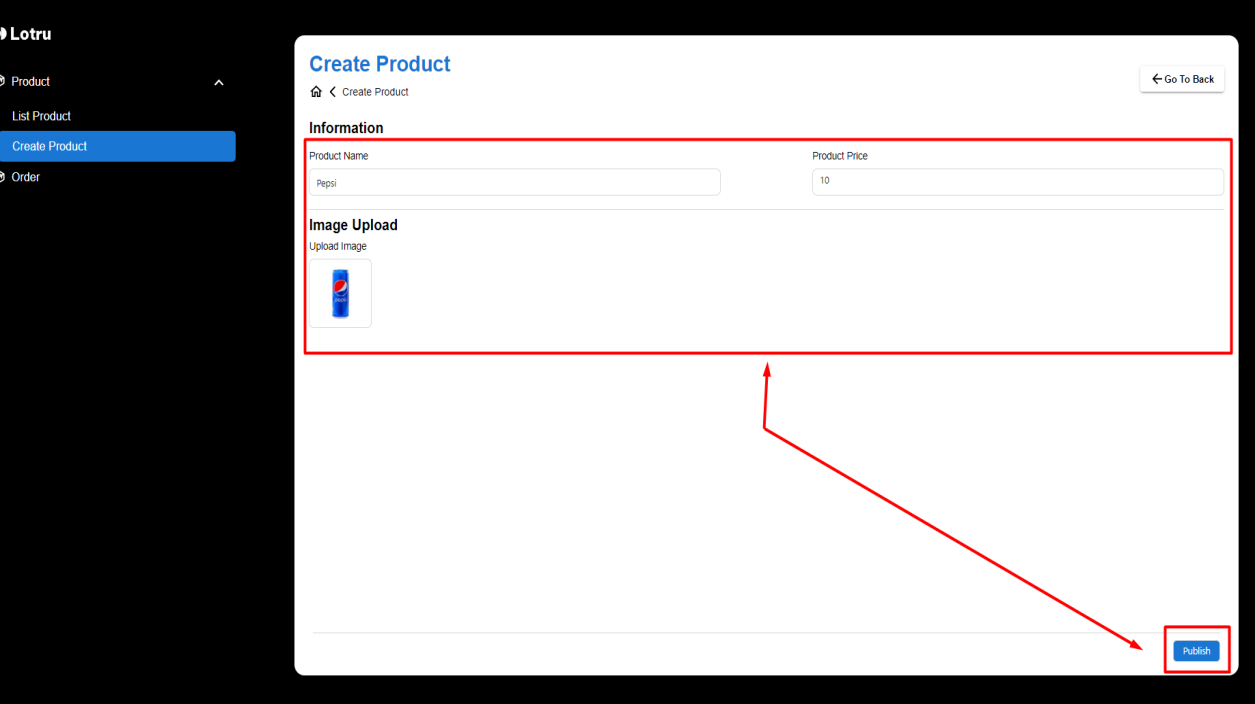 Lotru
Product
List Product
Create Product
Order
Create Product
Create Product
Go To Back
Information
Product Name
Product Price
Pepsi
10
Image Upload
Upload Image
pepsi
Publish